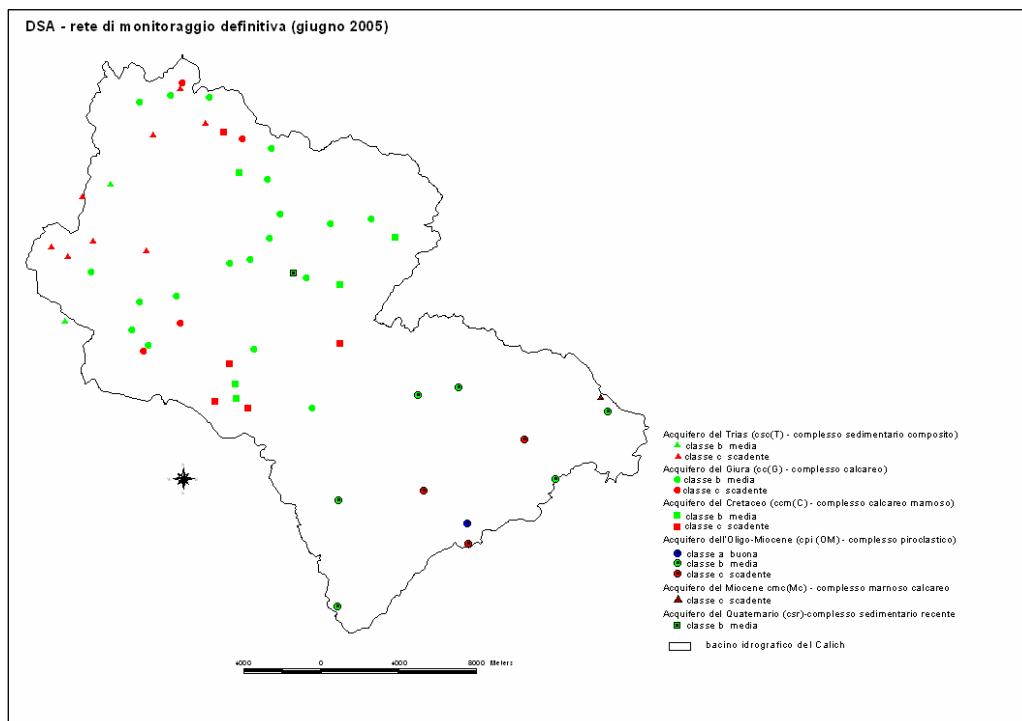 DSA - rete di monitoraggio definitiva (giugno 2005)
Acquifero del Trias (csc(T) - complesso sedimentario composito)
classe b media
classe c scadente
Acquifero del Giura (cc(G) - complesso calcareo)
classe b media
classe c scadente
Acquifero del Cretaceo (ccm(C) - complesso calcareo marnoso)
classe b media
classe c scadente
Acquifero dell'Oligo-Miocene (cpi (OM) - complesso piroclastico)
classe a buona
classe b media
classe c scadente
Acquifero del Miocene cmc(Mc) - complesso marnoso calcareo
classe c scadente
Acquifero del Quaternario (csr)-complesso sedimentario recente
classe b media
bacino idrografico del Calich
4000 0 4000 8000 Meters